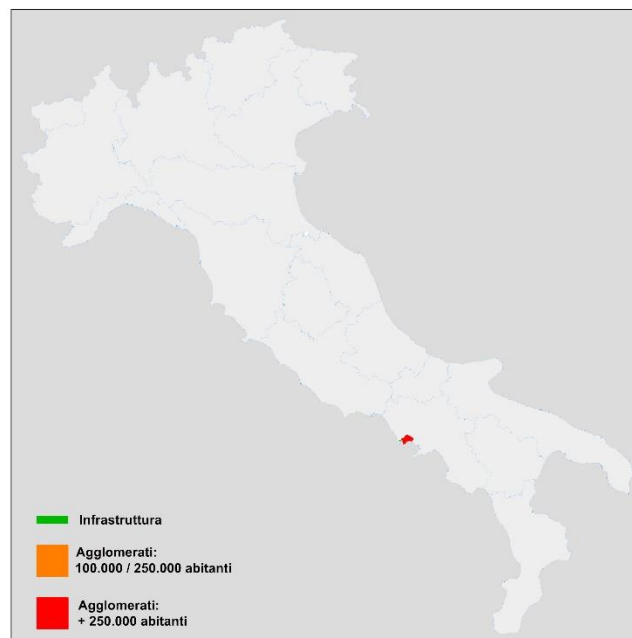 Infrastruttura
Agglomerati:
100.000 / 250.000 abitanti
Agglomerati:
+ 250.000 abitanti